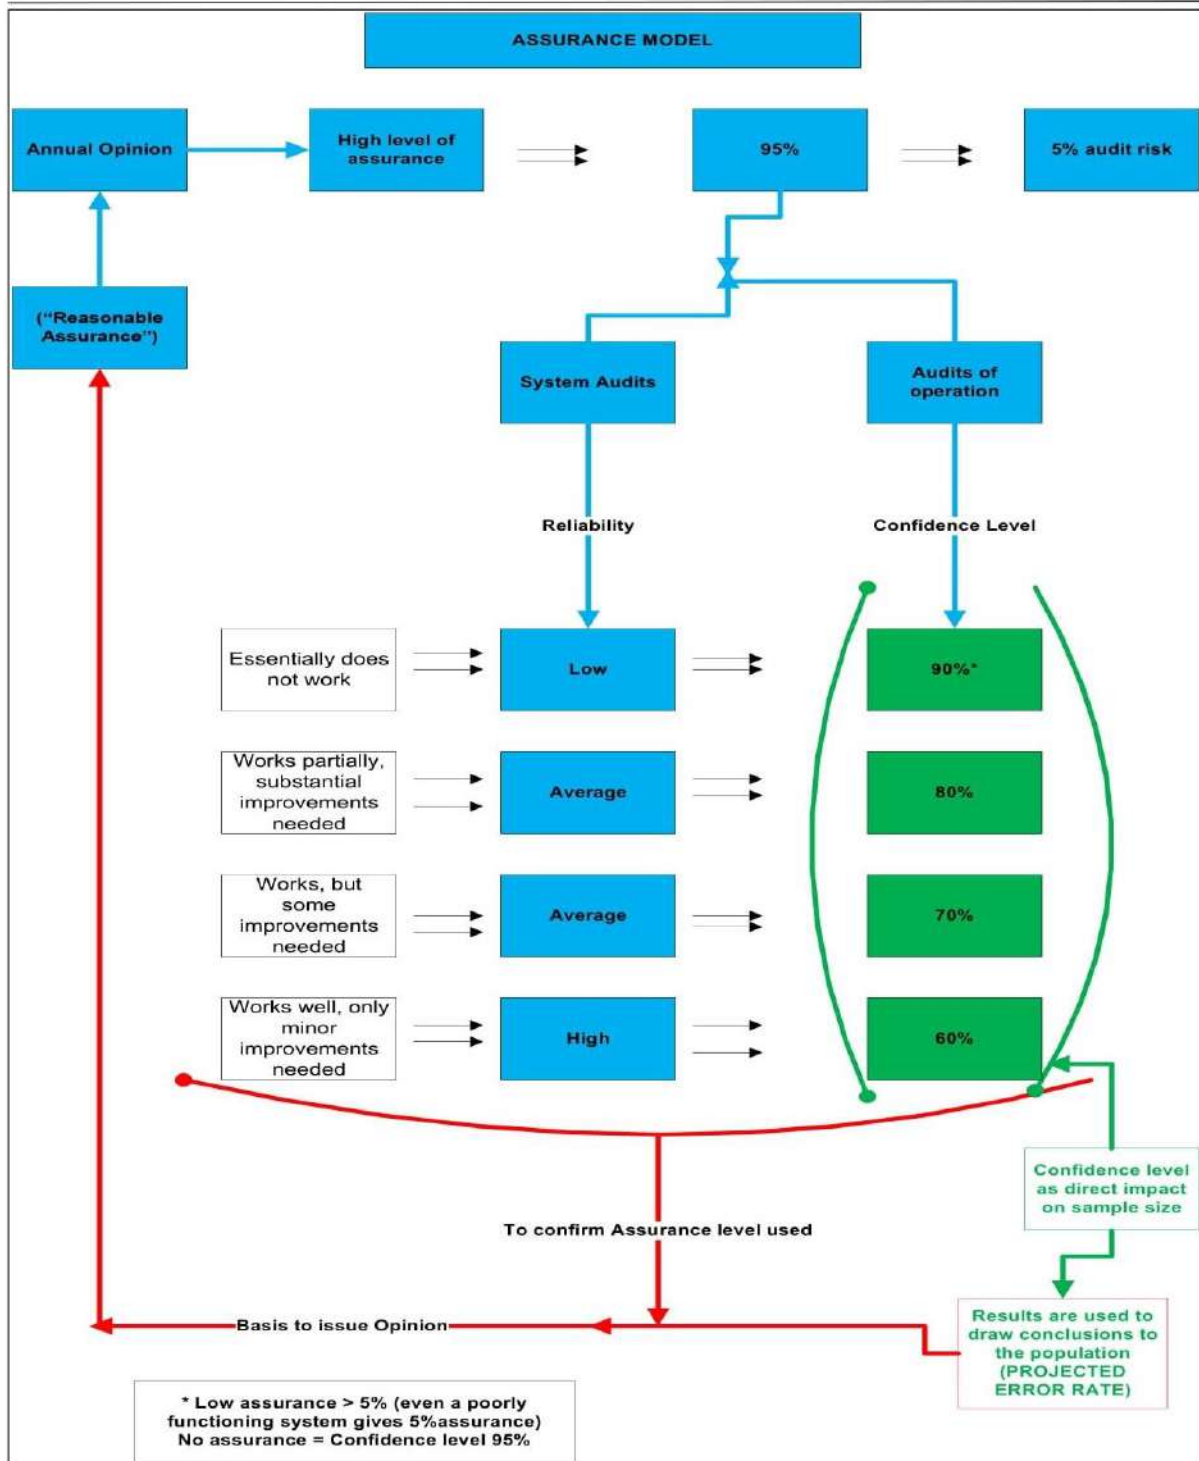 ASSURANCE MODEL
Annual Opinion
High level of
assurance
95%
5% audit risk
(“Reasonable
Assurance”)
System Audits
Audits of
operation
Reliability
Confidence Level
Essentially does
not work
Low
90%*
Works partially,
substantial
improvements
needed
Average
80%
Works, but
some
improvements
needed
Average
70%
Works well, only
minor
improvements
needed
High
60%
Confidence level
as direct impact
on sample size
To confirm Assurance level used
Basis to issue Opinion
Results are used to
draw conclusions to
the population
(PROJECTED
ERROR RATE)
* Low assurance > 5% (even a poorly
functioning system gives 5%assurance)
No assurance = Confidence level 95%